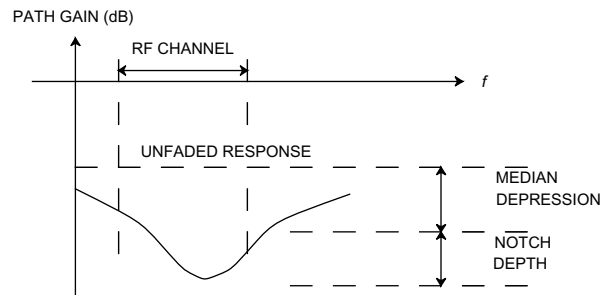 PATH GAIN (dB)
RF CHANNEL
f
UNFADED RESPONSE
MEDIAN
DEPRESSION
NOTCH
DEPTH